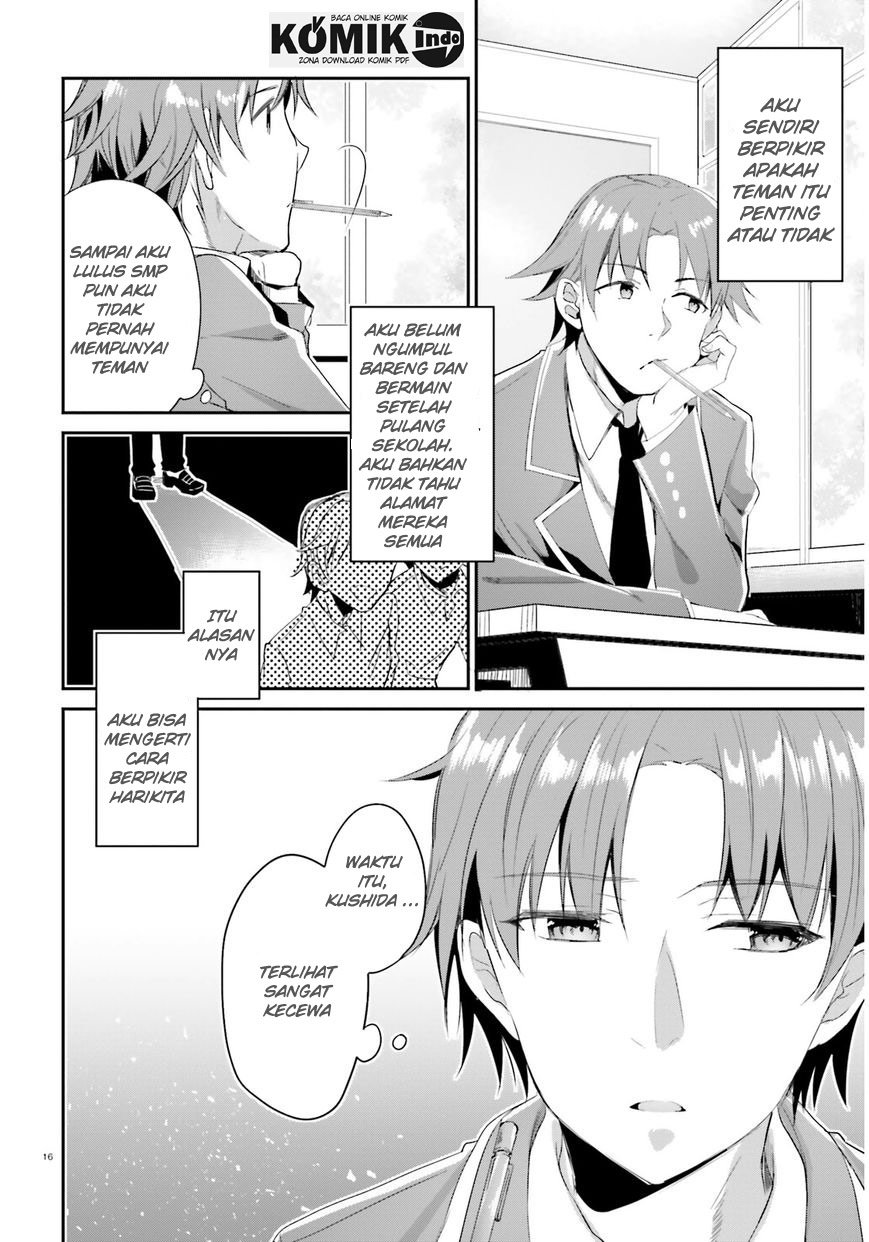 BACA ONLINE KOMIK
KOMIK Indo
ZONA DOWNLOAD KOMIK PDF
AKU
SENDIRI
BERPIKIR
APAKAH
TEMAN ITU
PENTING
ATAU TIDAK
SAMPAI AKU
LULUS SMP
PUN AKU
TIDAK
PERNAH
MEMPUNYAI
TEMAN
AKU BELUM
NGUMPUL
BARENG DAN
BERMAIN
SETELAH
PULANG
SEKOLAH.
AKU BAHKAN
TIDAK TAHU
ALAMAT
MEREKA
SEMUA
ITU
ALASAN
NYA
AKU BISA
MENGERTI
CARA
BERPIKIR
HARIKITA
WAKTU
ITU,
KUSHIDA ...
TERLIHAT
SANGAT
KECEWA
16